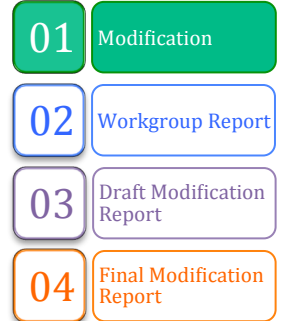 01 Modification
02 Workgroup Report
03 Draft Modification
Report
04 Final Modification
Report